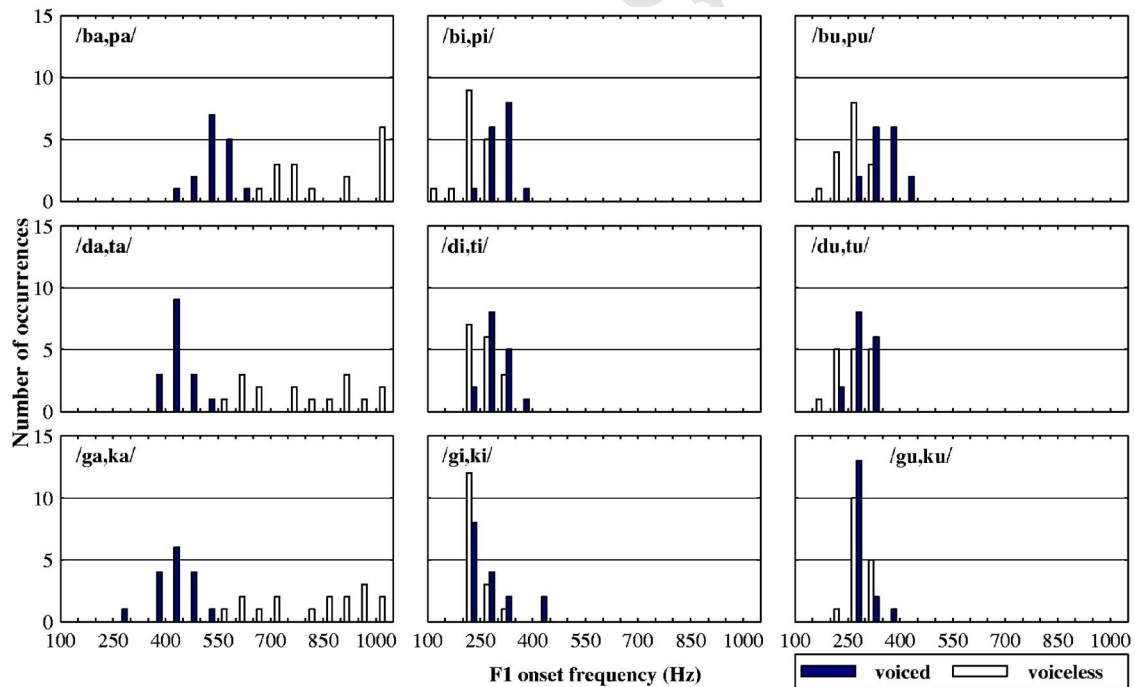 15
10
5
0
/ba,pa/
/bi,pi/
/bu,pu/
15
10
5
0
/da,ta/
/di,ti/
/du,tu/
15
10
5
0
/ga,ka/
/gi,ki/
/gu,ku/
Number of occurrences
100 250 400 550 700 850 1000
100 250 400 550 700 850 1000
100 250 400 550 700 850 1000
F1 onset frequency (Hz)
voiced voiceless